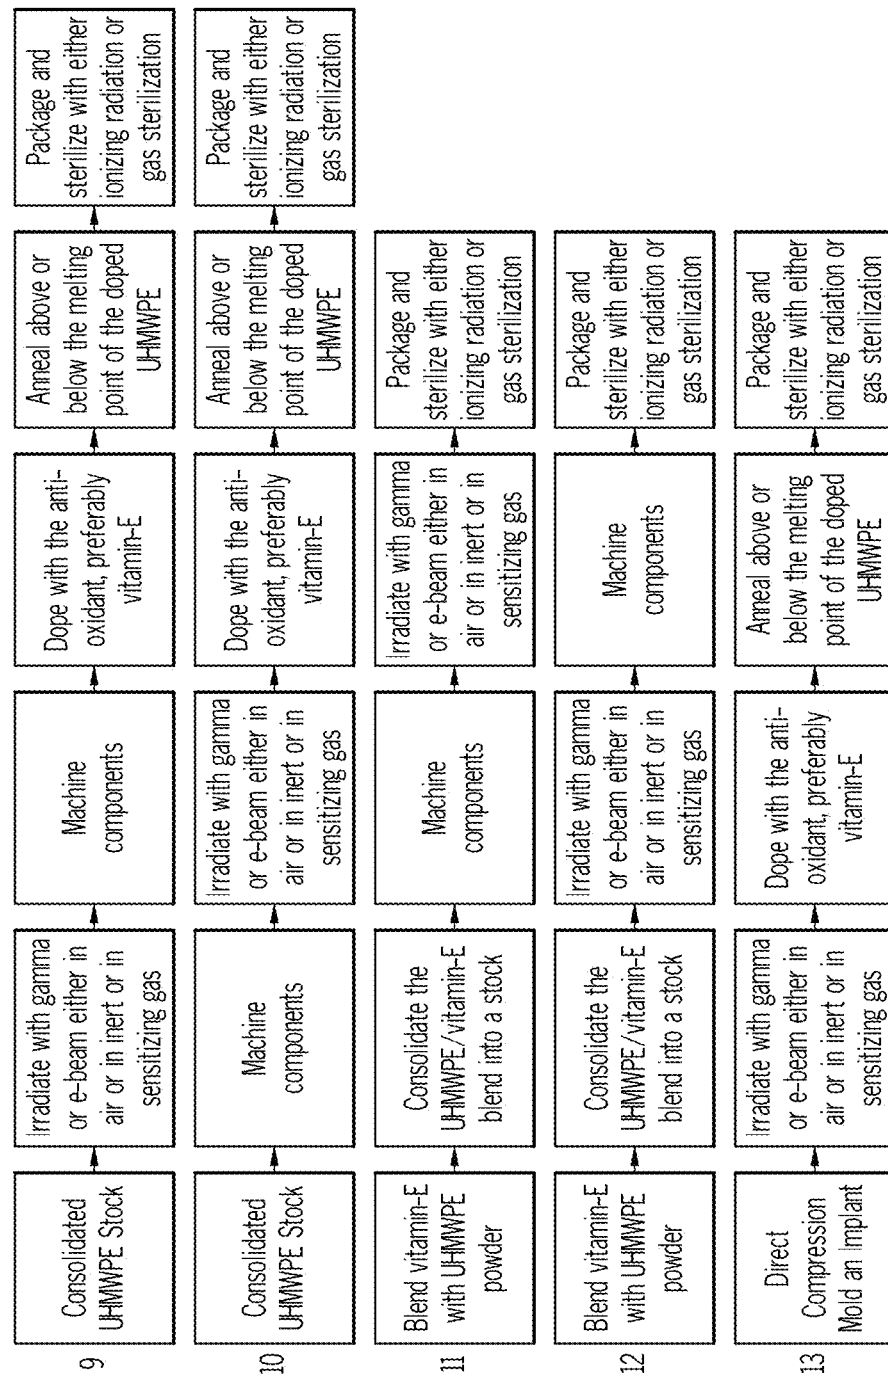 9
Consolidated
UHMWPE Stock
Irradiate with gamma
or e-beam either in
air or in inert or in
sensitizing gas
Machine
components
Dope with the anti-
oxidant, preferably
vitamin-E
Anneal above or
below the melting
point of the doped
UHMWPE
Package and
sterilize with either
ionizing radiation or
gas sterilization
10
Consolidated
UHMWPE Stock
Machine
components
Irradiate with gamma
or e-beam either in
air or in inert or in
sensitizing gas
Dope with the anti-
oxidant, preferably
vitamin-E
Anneal above or
below the melting
point of the doped
UHMWPE
Package and
sterilize with either
ionizing radiation or
gas sterilization
11
Blend vitamin-E
with UHMWPE
powder
Consolidate the
UHMWPE/vitamin-E
blend into a stock
Machine
components
Irradiate with gamma
or e-beam either in
air or in inert or in
sensitizing gas
Package and
sterilize with either
ionizing radiation or
gas sterilization
12
Blend vitamin-E
with UHMWPE
powder
Consolidate the
UHMWPE/vitamin-E
blend into a stock
Irradiate with gamma
or e-beam either in
air or in inert or in
sensitizing gas
Machine
components
Package and
sterilize with either
ionizing radiation or
gas sterilization
13
Direct
Compression
Mold an Implant
Irradiate with gamma
or e-beam either in
air or in inert or in
sensitizing gas
Dope with the anti-
oxidant, preferably
vitamin-E
Anneal above or
below the melting
point of the doped
UHMWPE
Package and
sterilize with either
ionizing radiation or
gas sterilization